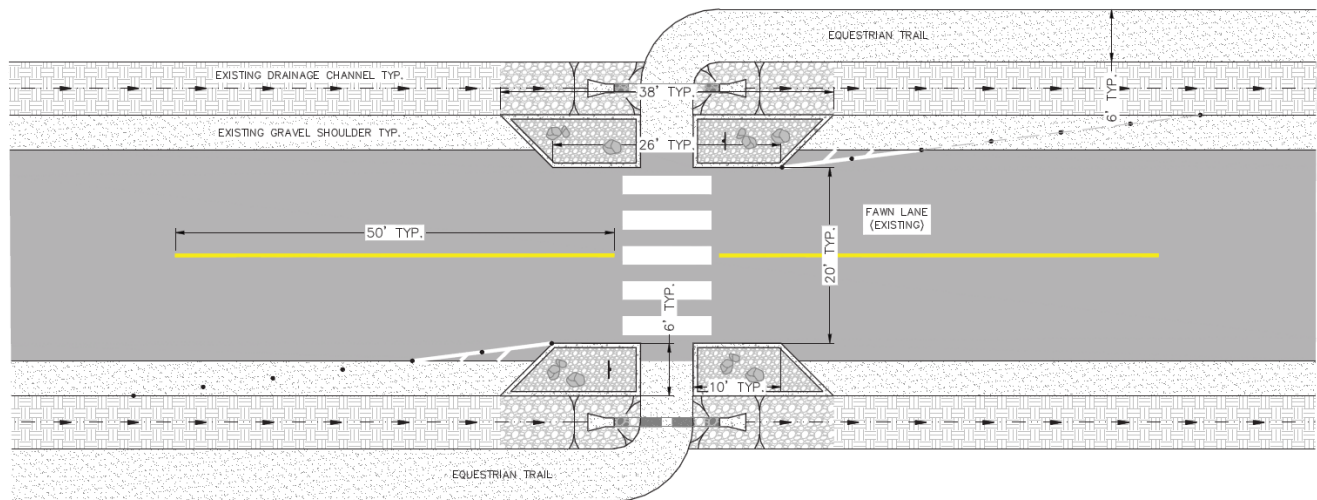 EQUESTRIAN TRAIL
EXISTING DRAINAGE CHANNEL TYP.
38' TYP.
6' TYP.
EXISTING GRAVEL SHOULDER TYP.
26' TYP.
FAWN LANE
(EXISTING)
50' TYP.
20' TYP.
6' TYP.
10' TYP.
EQUESTRIAN TRAIL